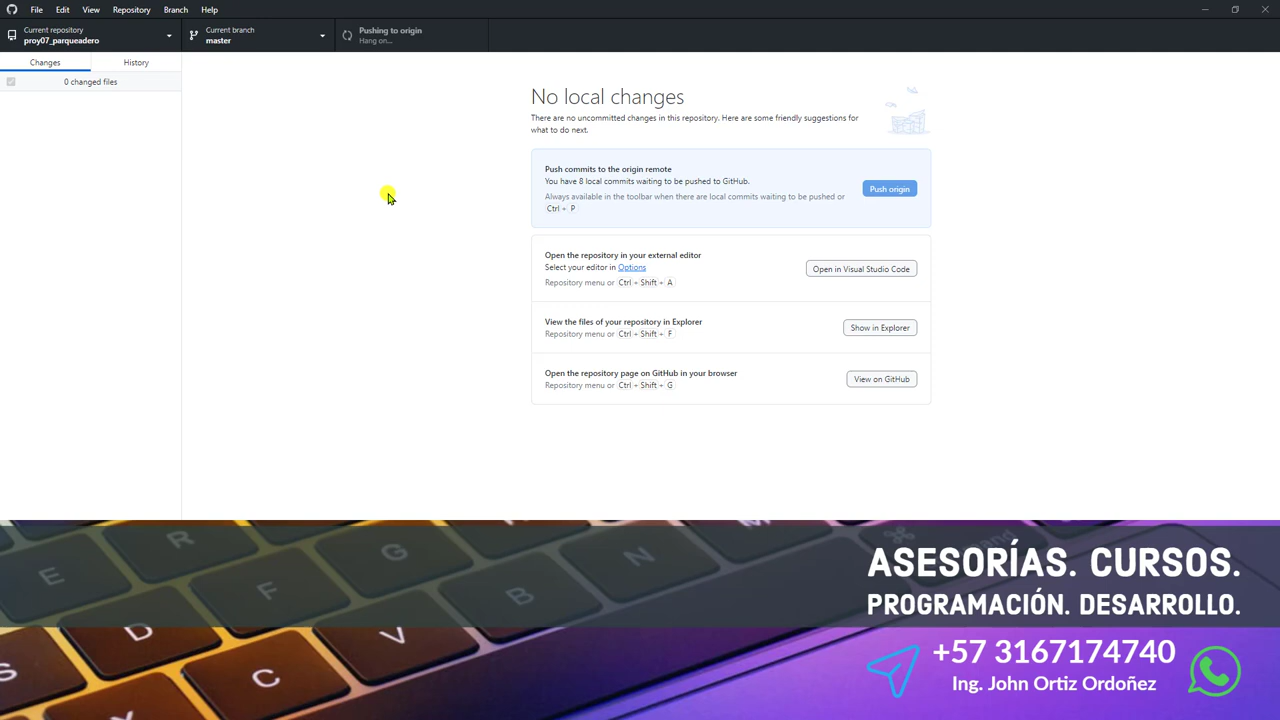 File Edit View Repository Branch Help
Current repository
proy07_parqueadero
Current branch
master
Pushing to origin
Hang on...
Changes
History
0 changed files
No local changes
There are no uncommitted changes in this repository. Here are some friendly suggestions for
what to do next.
Push commits to the origin remote
You have 8 local commits waiting to be pushed to GitHub.
Always available in the toolbar when there are local commits waiting to be pushed or
Ctrl + P
Push origin
Open the repository in your external editor
Select your editor in Options
Repository menu or Ctrl + Shift + A
Open in Visual Studio Code
View the files of your repository in Explorer
Repository menu or Ctrl + Shift + F
Show in Explorer
Open the repository page on GitHub in your browser
Repository menu or Ctrl + Shift + G
View on GitHub
E R F G D C V B N
ASESORÍAS. CURSOS.
PROGRAMACIÓN. DESARROLLO.
+57 3167174740
Ing. John Ortiz Ordoñez